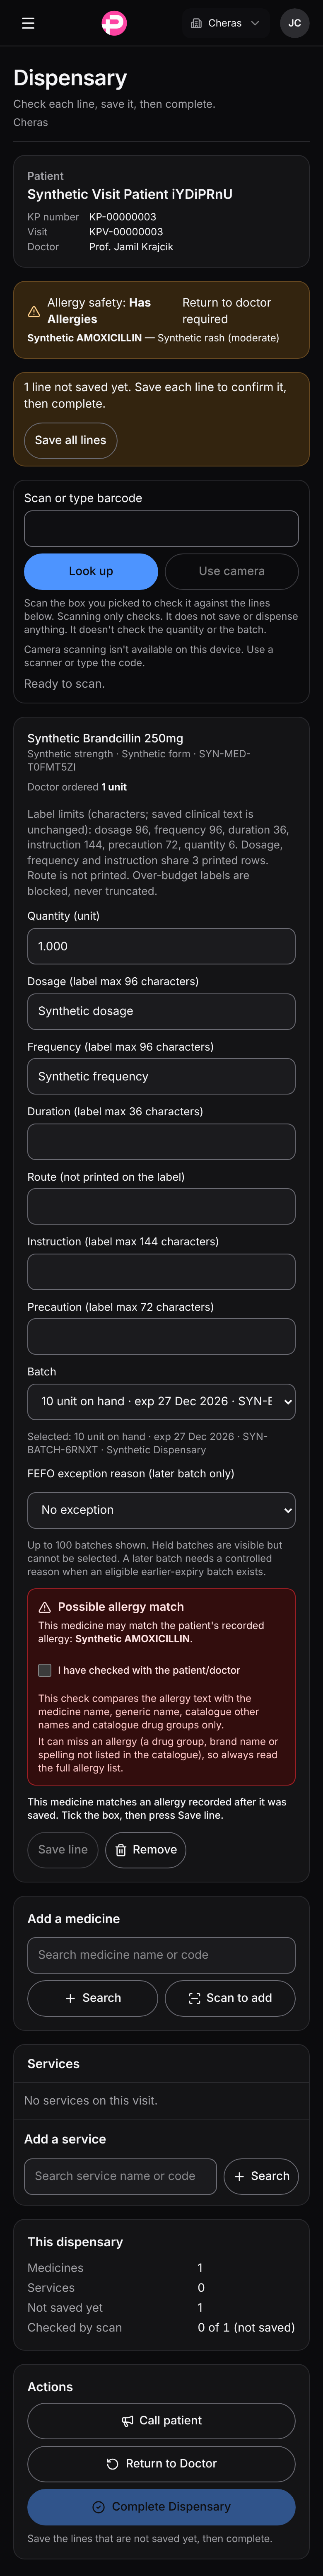 Cheras
JC
Dispensary
Check each line, save it, then complete.
Cheras
Patient
Synthetic Visit Patient iYDiPRnU
KP number KP-00000003
Visit KPV-00000003
Doctor Prof. Jamil Krajcik
Allergy safety: Has Allergies
Return to doctor required
Synthetic AMOXICILLIN — Synthetic rash (moderate)
1 line not saved yet. Save each line to confirm it,
then complete.
Save all lines
Scan or type barcode
Look up
Use camera
Scan the box you picked to check it against the lines
below. Scanning only checks. It does not save or dispense
anything. It doesn't check the quantity or the batch.
Camera scanning isn't available on this device. Use a
scanner or type the code.
Ready to scan.
Synthetic Brandcillin 250mg
Synthetic strength · Synthetic form · SYN-MED-
T0FMT5ZI
Doctor ordered 1 unit
Label limits (characters; saved clinical text is
unchanged): dosage 96, frequency 96, duration 36,
instruction 144, precaution 72, quantity 6. Dosage,
frequency and instruction share 3 printed rows.
Route is not printed. Over-budget labels are
blocked, never truncated.
Quantity (unit)
1.000
Dosage (label max 96 characters)
Synthetic dosage
Frequency (label max 96 characters)
Synthetic frequency
Duration (label max 36 characters)
Route (not printed on the label)
Instruction (label max 144 characters)
Precaution (label max 72 characters)
Batch
10 unit on hand · exp 27 Dec 2026 · SYN-E
Selected: 10 unit on hand · exp 27 Dec 2026 · SYN-
BATCH-6RNXT · Synthetic Dispensary
FEFO exception reason (later batch only)
No exception
Up to 100 batches shown. Held batches are visible but
cannot be selected. A later batch needs a controlled
reason when an eligible earlier-expiry batch exists.
Possible allergy match
This medicine may match the patient's recorded
allergy: Synthetic AMOXICILLIN.
I have checked with the patient/doctor
This check compares the allergy text with the
medicine name, generic name, catalogue other
names and catalogue drug groups only.
It can miss an allergy (a drug group, brand name or
spelling not listed in the catalogue), so always read
the full allergy list.
This medicine matches an allergy recorded after it was
saved. Tick the box, then press Save line.
Save line
Remove
Add a medicine
Search medicine name or code
Search
Scan to add
Services
No services on this visit.
Add a service
Search service name or code
Search
This dispensary
Medicines 1
Services 0
Not saved yet 1
Checked by scan 0 of 1 (not saved)
Actions
Call patient
Return to Doctor
Complete Dispensary
Save the lines that are not saved yet, then complete.